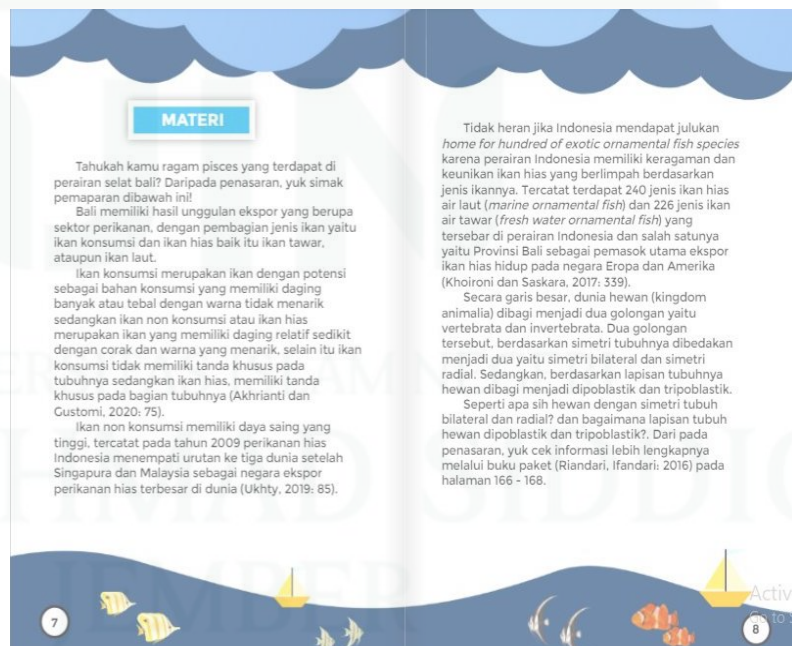 MATERI
Tahukah kamu ragam pisces yang terdapat di
perairan selat bali? Daripada penasaran, yuk simak
pemaparan dibawah ini!
Bali memiliki hasil unggulan ekspor yang berupa
sektor perikanan, dengan pembagian jenis ikan yaitu
ikan konsumsi dan ikan hias baik itu ikan tawar,
ataupun ikan laut.
Ikan konsumsi merupakan ikan dengan potensi
sebagai bahan konsumsi yang memiliki daging
banyak atau tebal dengan warna tidak menarik
sedangkan ikan non konsumsi atau ikan hias
merupakan ikan yang memiliki daging relatif sedikit
dengan corak dan warna yang menarik, selain itu ikan
konsumsi tidak memiliki tanda khusus pada
tubuhnya sedangkan ikan hias, memiliki tanda
khusus pada bagian tubuhnya (Akhrianti dan
Gustomi, 2020: 75).
Ikan non konsumsi memiliki daya saing yang
tinggi, tercatat pada tahun 2009 perikanan hias
Indonesia menempati urutan ke tiga dunia setelah
Singapura dan Malaysia sebagai negara ekspor
perikanan hias terbesar di dunia (Ukhty, 2019: 85).
7
Tidak heran jika Indonesia mendapat julukan
home for hundred of exotic ornamental fish species
karena perairan Indonesia memiliki keragaman dan
keunikan ikan hias yang berlimpah berdasarkan
jenis ikannya. Tercatat terdapat 240 jenis ikan hias
air laut (marine ornamental fish) dan 226 jenis ikan
air tawar (fresh water ornamental fish) yang
tersebar di perairan Indonesia dan salah satunya
yaitu Provinsi Bali sebagai pemasok utama ekspor
ikan hias hidup pada negara Eropa dan Amerika
(Khoironi dan Saskara, 2017: 339).
Secara garis besar, dunia hewan (kingdom
animalia) dibagi menjadi dua golongan yaitu
vertebrata dan invertebrata. Dua golongan
tersebut, berdasarkan simetri tubuhnya dibedakan
menjadi dua yaitu simetri bilateral dan simetri
radial. Sedangkan, berdasarkan lapisan tubuhnya
hewan dibagi menjadi dipoblastik dan tripoblastik.
Seperti apa sih hewan dengan simetri tubuh
bilateral dan radial? dan bagaimana lapisan tubuh
hewan dipoblastik dan tripoblastik?. Dari pada
penasaran, yuk cek informasi lebih lengkapnya
melalui buku paket (Riandari, Ifandari: 2016) pada
halaman 166 - 168.
8
JEMBER
Activ
Go to S